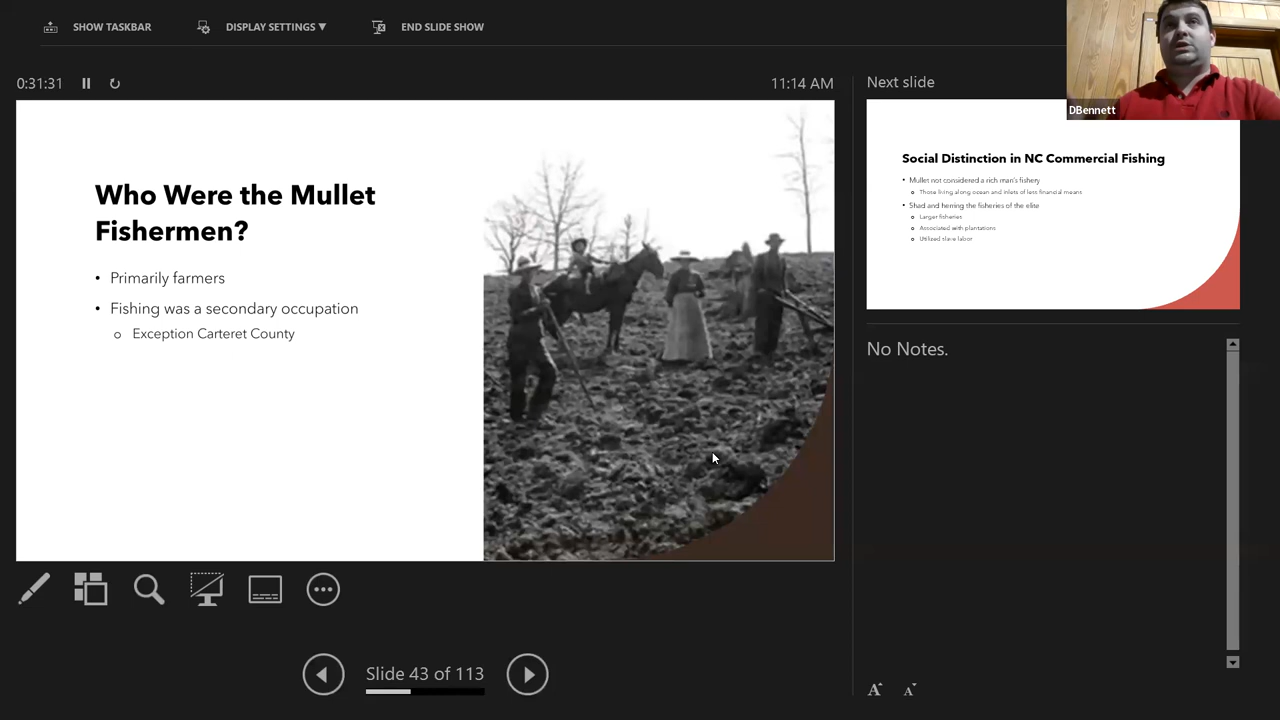 SHOW TASKBAR
DISPLAY SETTINGS ▼
END SLIDE SHOW
0:31:31
11:14 AM
Who Were the Mullet
Fishermen?
• Primarily farmers
• Fishing was a secondary occupation
o Exception Carteret County
Next slide
DBennett
Social Distinction in NC Commercial Fishing
• Mullet not considered a rich man's fishery
o Those living along ocean and inlets of less financial means
• Shad and herring the fisheries of the elite
o Larger fisheries
o Associated with plantations
o Utilized slave labor
No Notes.
Slide 43 of 113
A A